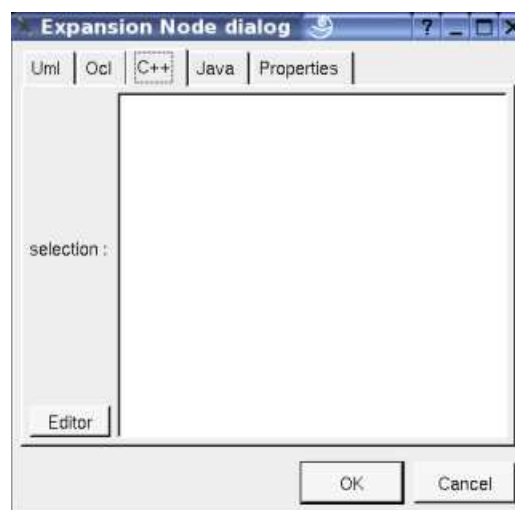 Expansion Node dialog
Uml Ocl C++ Java Properties
selection :
Editor
OK Cancel